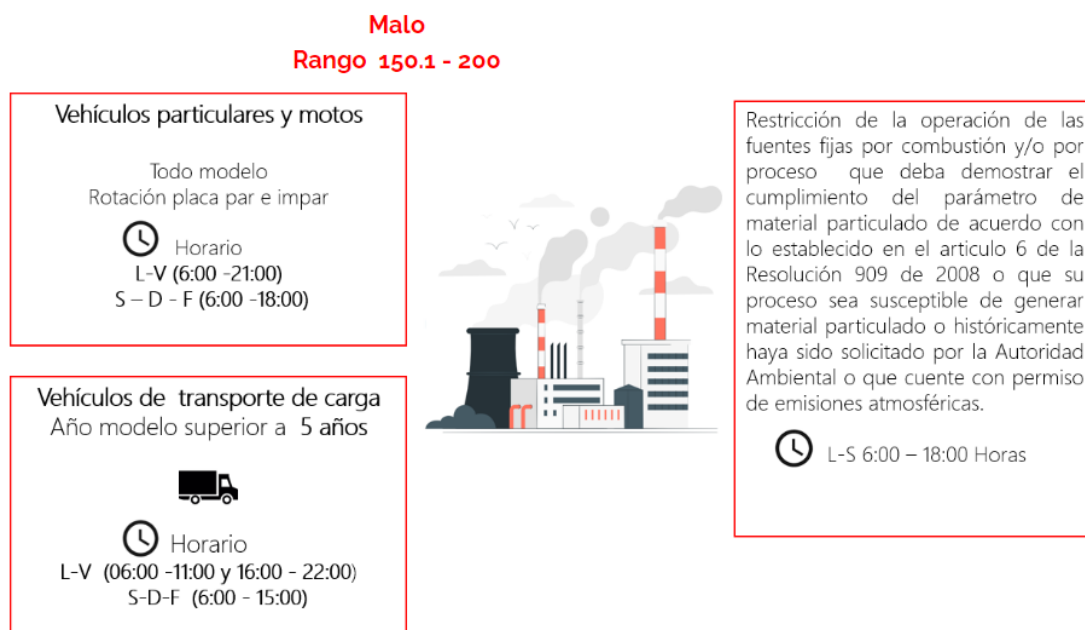 Malo
Rango 150.1 - 200
Vehículos particulares y motos
Todo modelo
Rotación placa par e impar
Horario
L-V (6:00 -21:00)
S – D - F (6:00 -18:00)
Vehículos de transporte de carga
Año modelo superior a 5 años
Horario
L-V (06:00 -11:00 y 16:00 - 22:00)
S-D-F (6:00 - 15:00)
Restricción de la operación de las
fuentes fijas por combustión y/o por
proceso que deba demostrar el
cumplimiento del parámetro de
material particulado de acuerdo con
lo establecido en el articulo 6 de la
Resolución 909 de 2008 o que su
proceso sea susceptible de generar
material particulado o históricamente
haya sido solicitado por la Autoridad
Ambiental o que cuente con permiso
de emisiones atmosféricas.
L-S 6:00 – 18:00 Horas